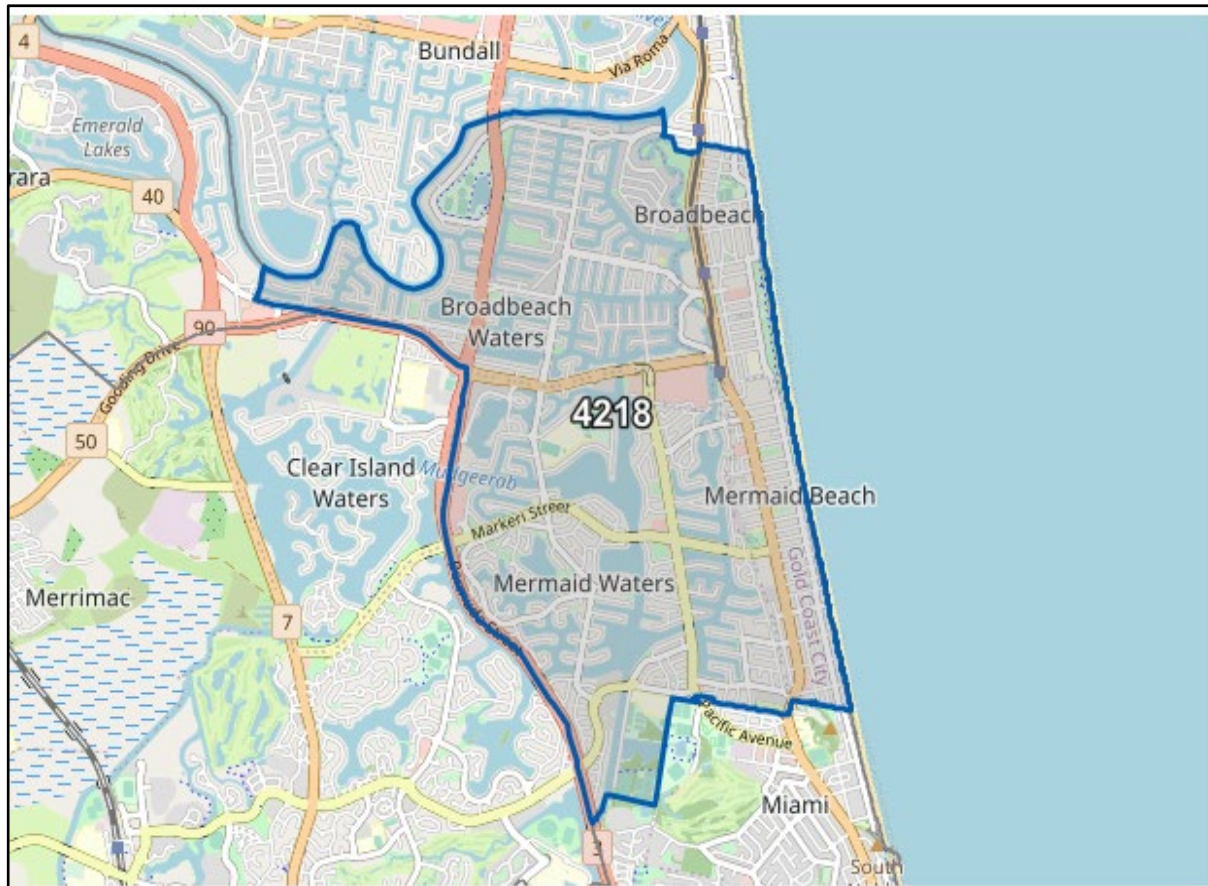 4
Bundall
Via Roma
Emerald
Lakes
rara
40
Broadbeach
Broadbeach
Waters
90
Gooding Drive
4218
50
Clear Island
Waters
Mudgeerab
Mermaid Beach
Markeri Street
Mermaid Waters
Merrimac
7
Gold Coast City
Pacific Avenue
Miami
3
South